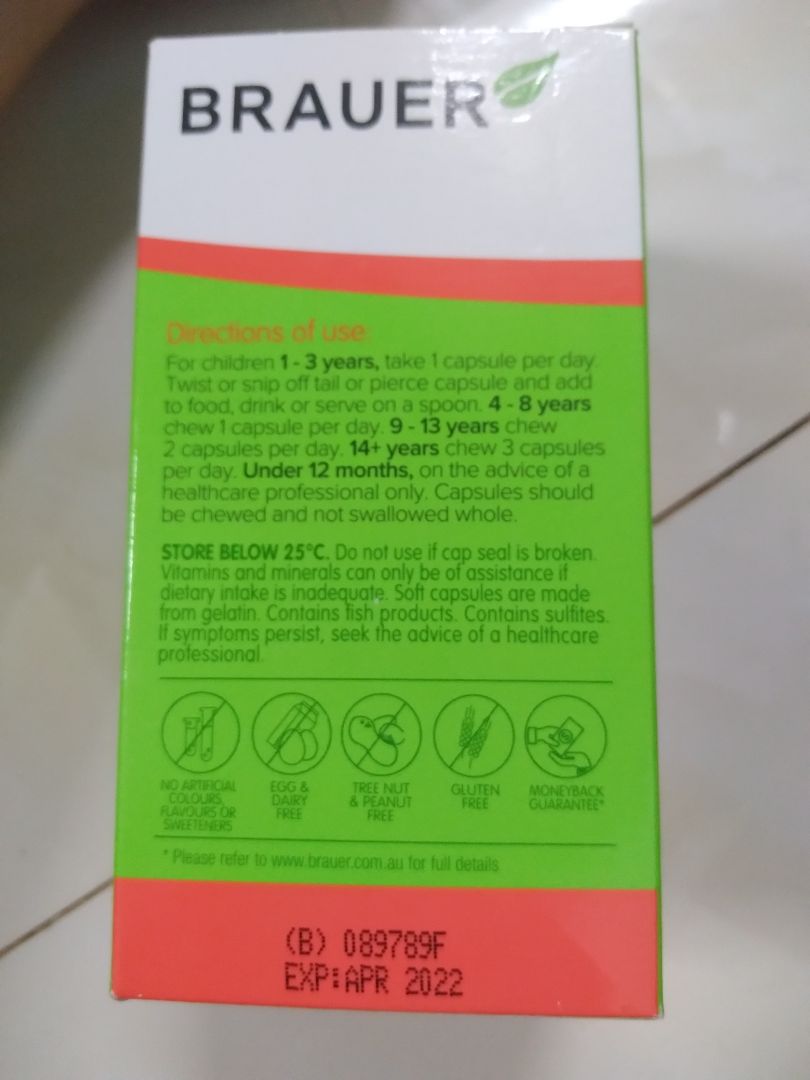 BRAUER
Directions of use:
For children 1 - 3 years, take 1 capsule per day.
Twist or snip off tail or pierce capsule and add
to food, drink or serve on a spoon. 4 - 8 years
chew 1 capsule per day. 9 - 13 years chew
2 capsules per day. 14+ years chew 3 capsules
per day. Under 12 months, on the advice of a
healthcare professional only. Capsules should
be chewed and not swallowed whole.
STORE BELOW 25°C. Do not use if cap seal is broken.
Vitamins and minerals can only be of assistance if
dietary intake is inadequate. Soft capsules are made
from gelatin. Contains fish products. Contains sulfites.
If symptoms persist, seek the advice of a healthcare
professional.
NO ARTIFICIAL
COLOURS,
FLAVOURS OR
SWEETENERS
EGG &
DAIRY
FREE
TREE NUT
& PEANUT
FREE
GLUTEN
FREE
MONEYBACK
GUARANTEE*
* Please refer to www.brauer.com.au for full details
(B) 089789F
EXP:APR 2022